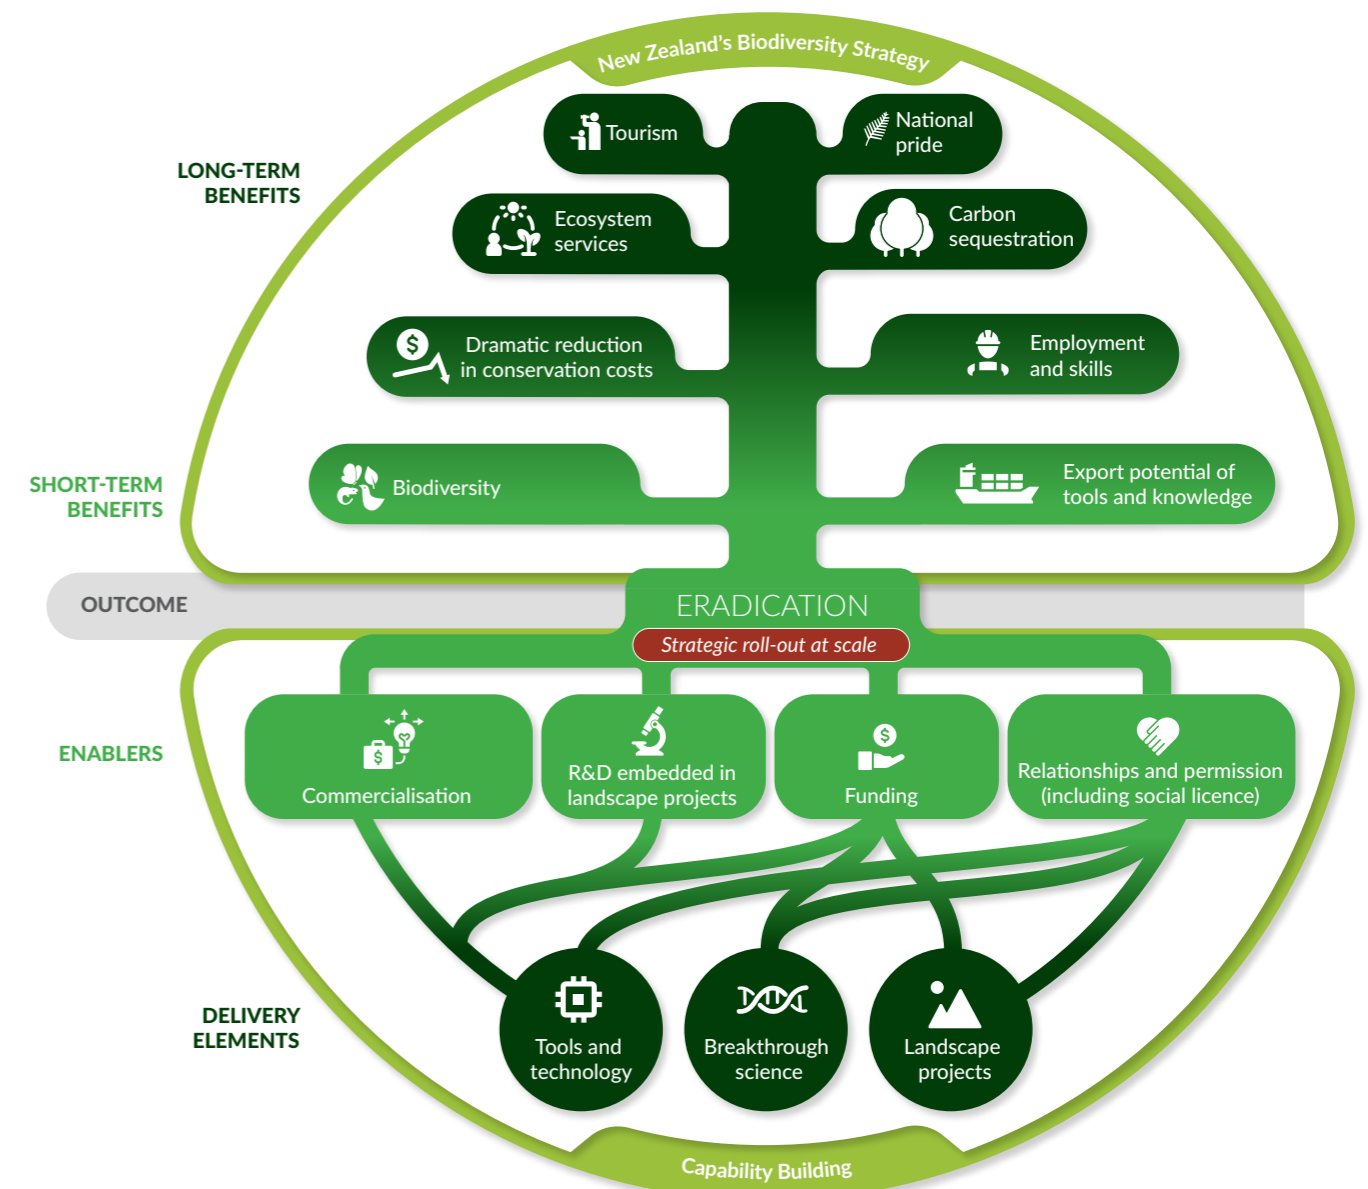 New Zealand's Biodiversity Strategy
Tourism
National
pride
LONG-TERM
BENEFITS
Ecosystem
services
Carbon
sequestration
Dramatic reduction
in conservation costs
Employment
and skills
SHORT-TERM
BENEFITS
Biodiversity
Export potential of
tools and knowledge
OUTCOME
ERADICATION
Strategic roll-out at scale
ENABLERS
Commercialisation
R&D embedded in
landscape projects
Funding
Relationships and permission
(including social licence)
DELIVERY
ELEMENTS
Tools and
technology
Breakthrough
science
Landscape
projects
Capability Building